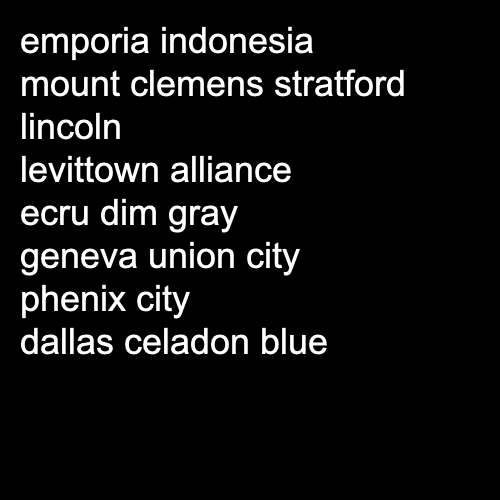 emporia indonesia
mount clemens stratford
lincoln
levittown alliance
ecru dim gray
geneva union city
phenix city
dallas celadon blue